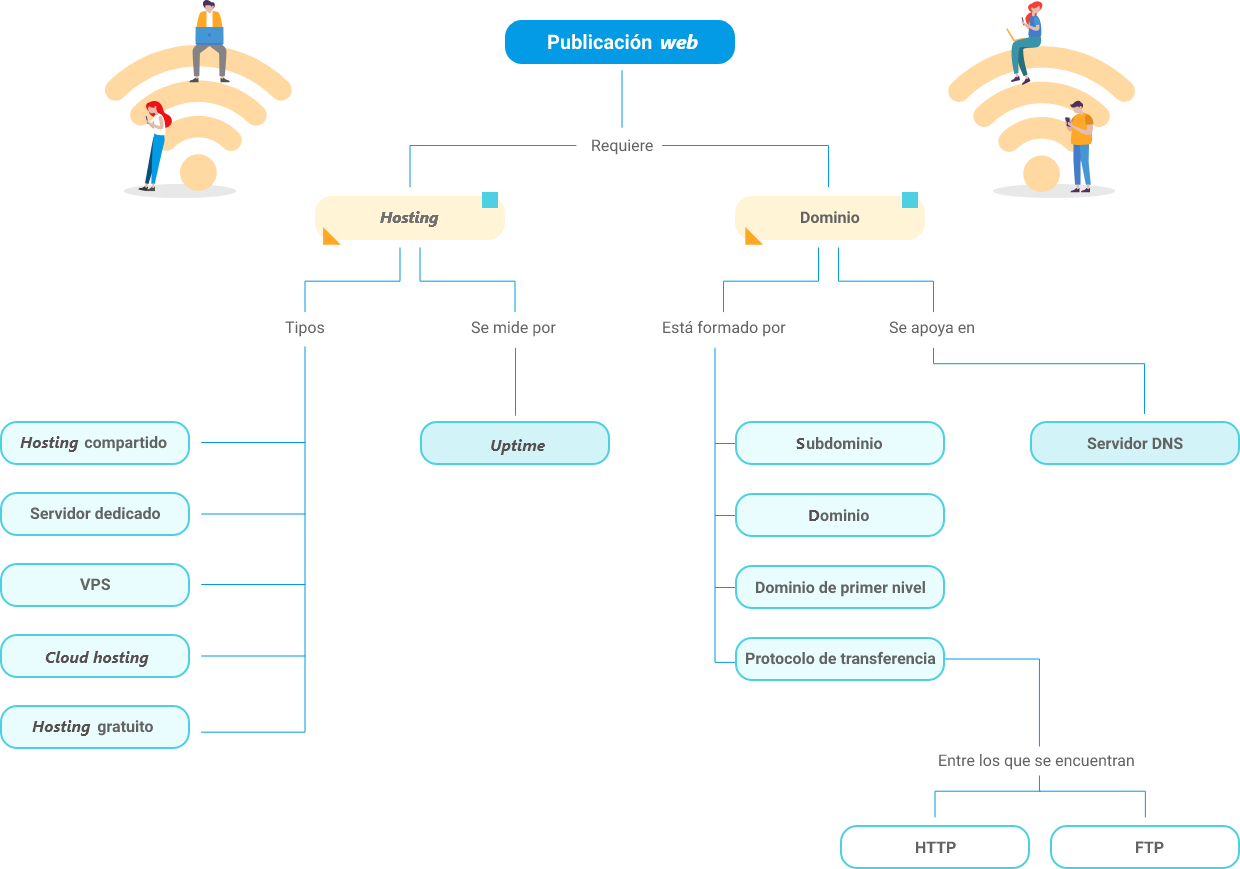 Publicación web
Requiere
Hosting
Dominio
Tipos
Se mide por
Está formado por
Se apoya en
Hosting compartido
Uptime
Subdominio
Servidor DNS
Servidor dedicado
Dominio
VPS
Dominio de primer nivel
Cloud hosting
Protocolo de transferencia
Hosting gratuito
Entre los que se encuentran
HTTP
FTP